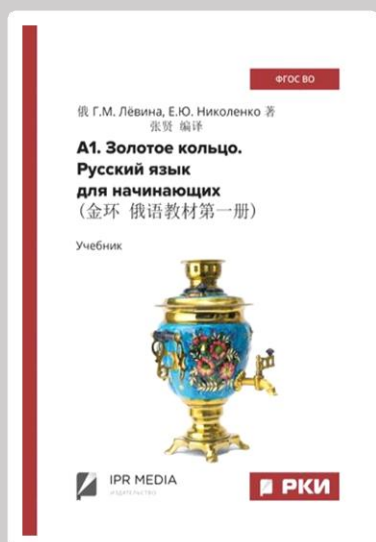 ФГОС ВО
俄 Г.М. Лёвина, Е.Ю. Николенко 著
张贤 编译
А1. Золотое кольцо.
Русский язык
для начинающих
(金环 俄语教材第一册)
Учебник
IPR MEDIA
ИЗДАТЕЛЬСТВО
РКИ